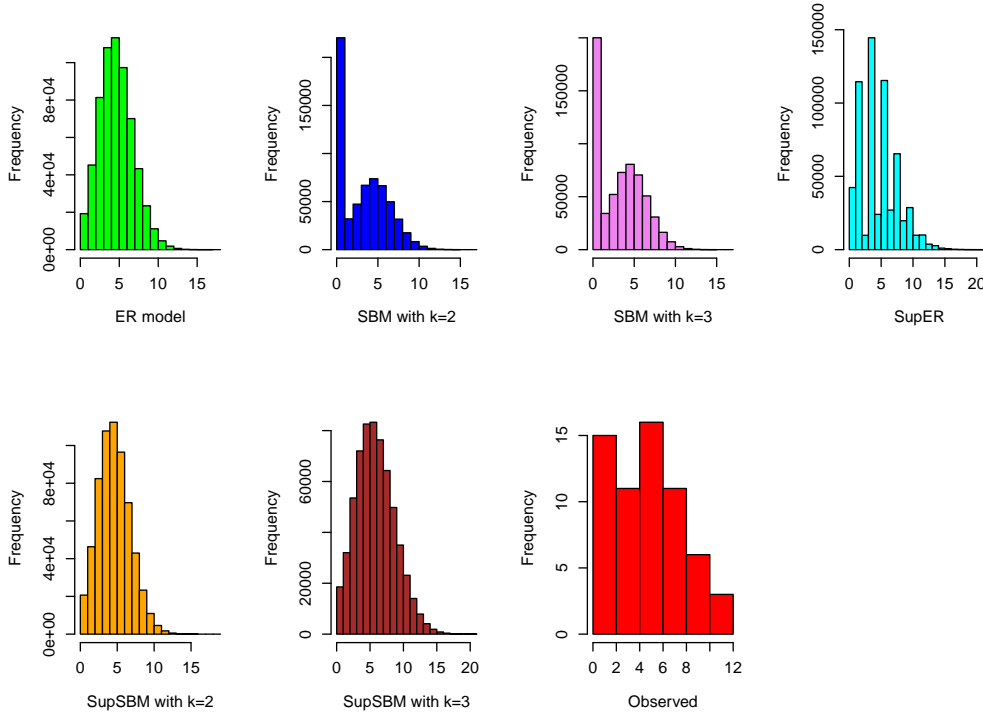 Frequency
0e+00 4e+04 8e+04
0 5 10 15
ER model
Frequency
0 50000 150000
0 5 10 15
SBM with k=2
Frequency
0 50000 150000
0 5 10 15
SBM with k=3
Frequency
0 50000 100000 150000
0 5 10 15 20
SupER
Frequency
0e+00 4e+04 8e+04
0 5 10 15
SupSBM with k=2
Frequency
0 20000 60000
0 5 10 15 20
SupSBM with k=3
Frequency
0 5 10 15
0 2 4 6 8 12
Observed